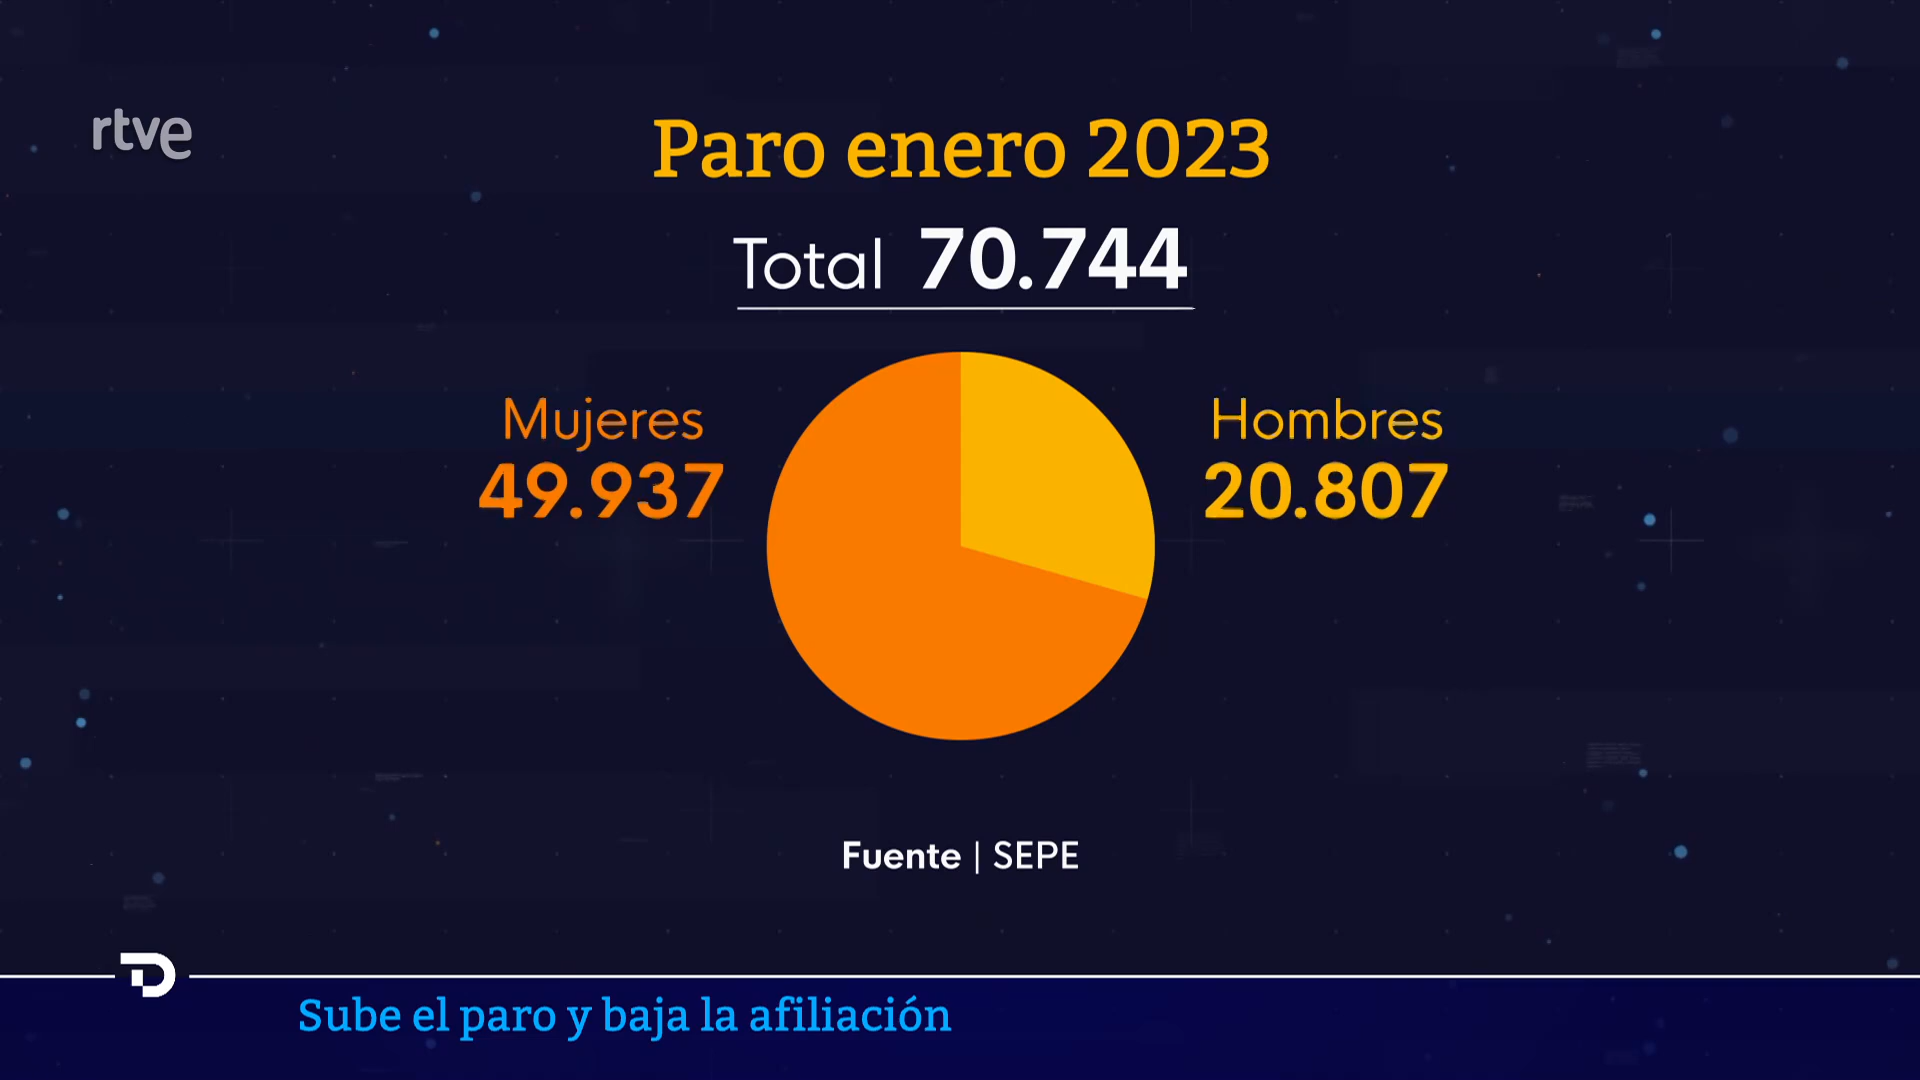 rtve
Paro enero 2023
Total 70.744
Mujeres
49.937
Hombres
20.807
Fuente | SEPE
Sube el paro y baja la afiliación